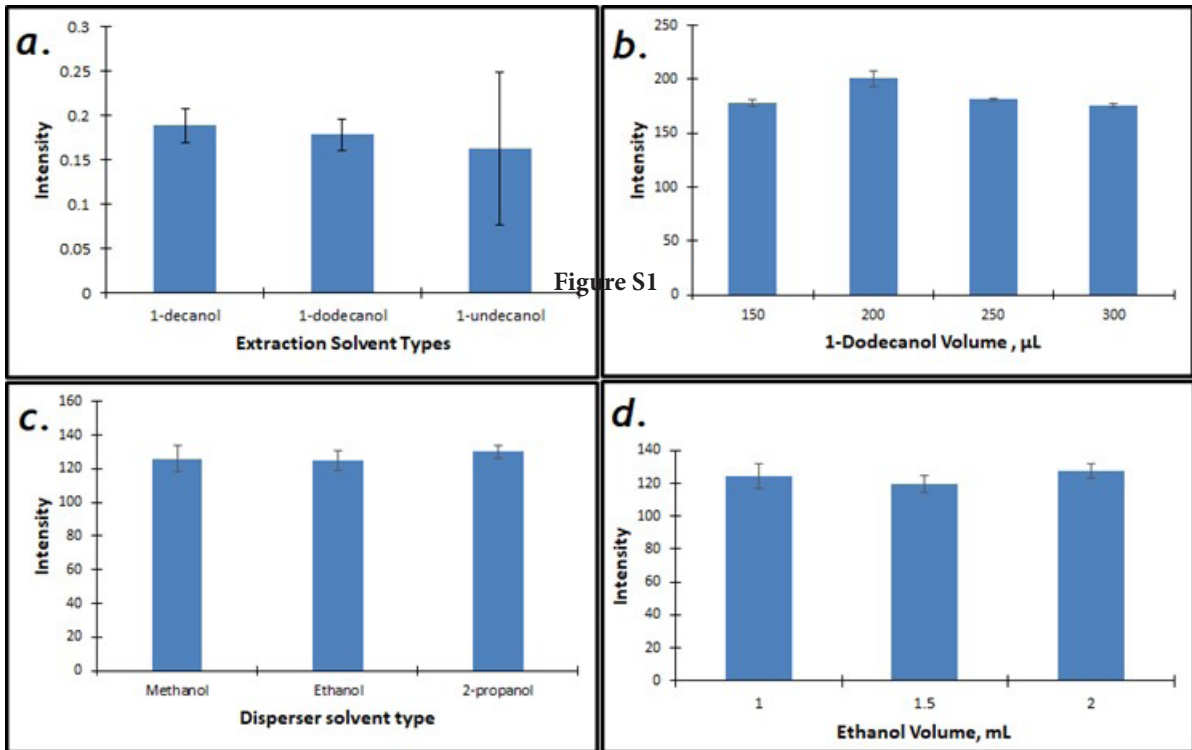 a.
0.3
0.25
0.2
0.15
0.1
0.05
0
Intensity
1-decanol 1-dodecanol 1-undecanol
Extraction Solvent Types
b.
250
200
150
100
50
0
Intensity
150 200 250 300
1-Dodecanol Volume , µL
Figure S1
c.
160
140
120
100
80
60
40
20
0
Intensity
Methanol Ethanol 2-propanol
Disperser solvent type
d.
140
120
100
80
60
40
20
0
Intensity
1 1.5 2
Ethanol Volume, mL